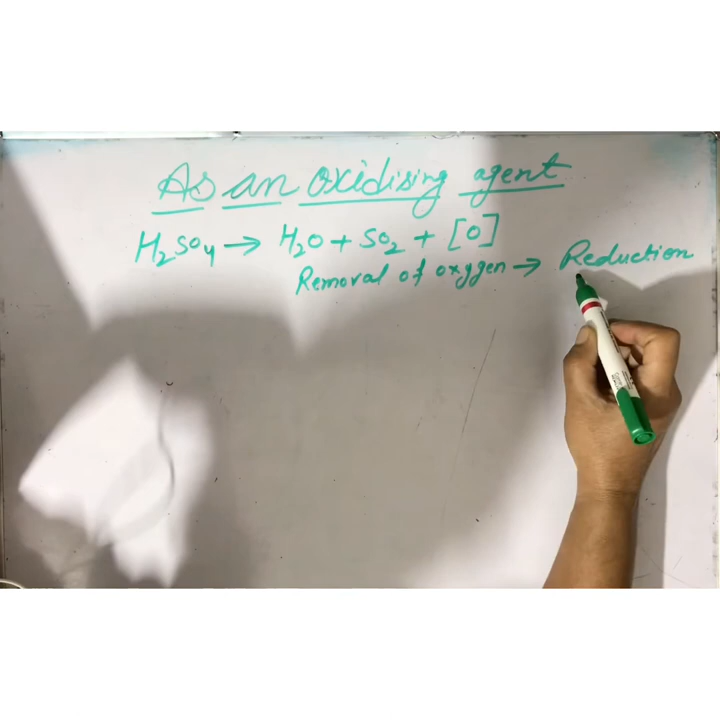 As an oxidising agent
H₂SO₄ → H₂O + SO₂ + [O]
Removal of oxygen → Reduction